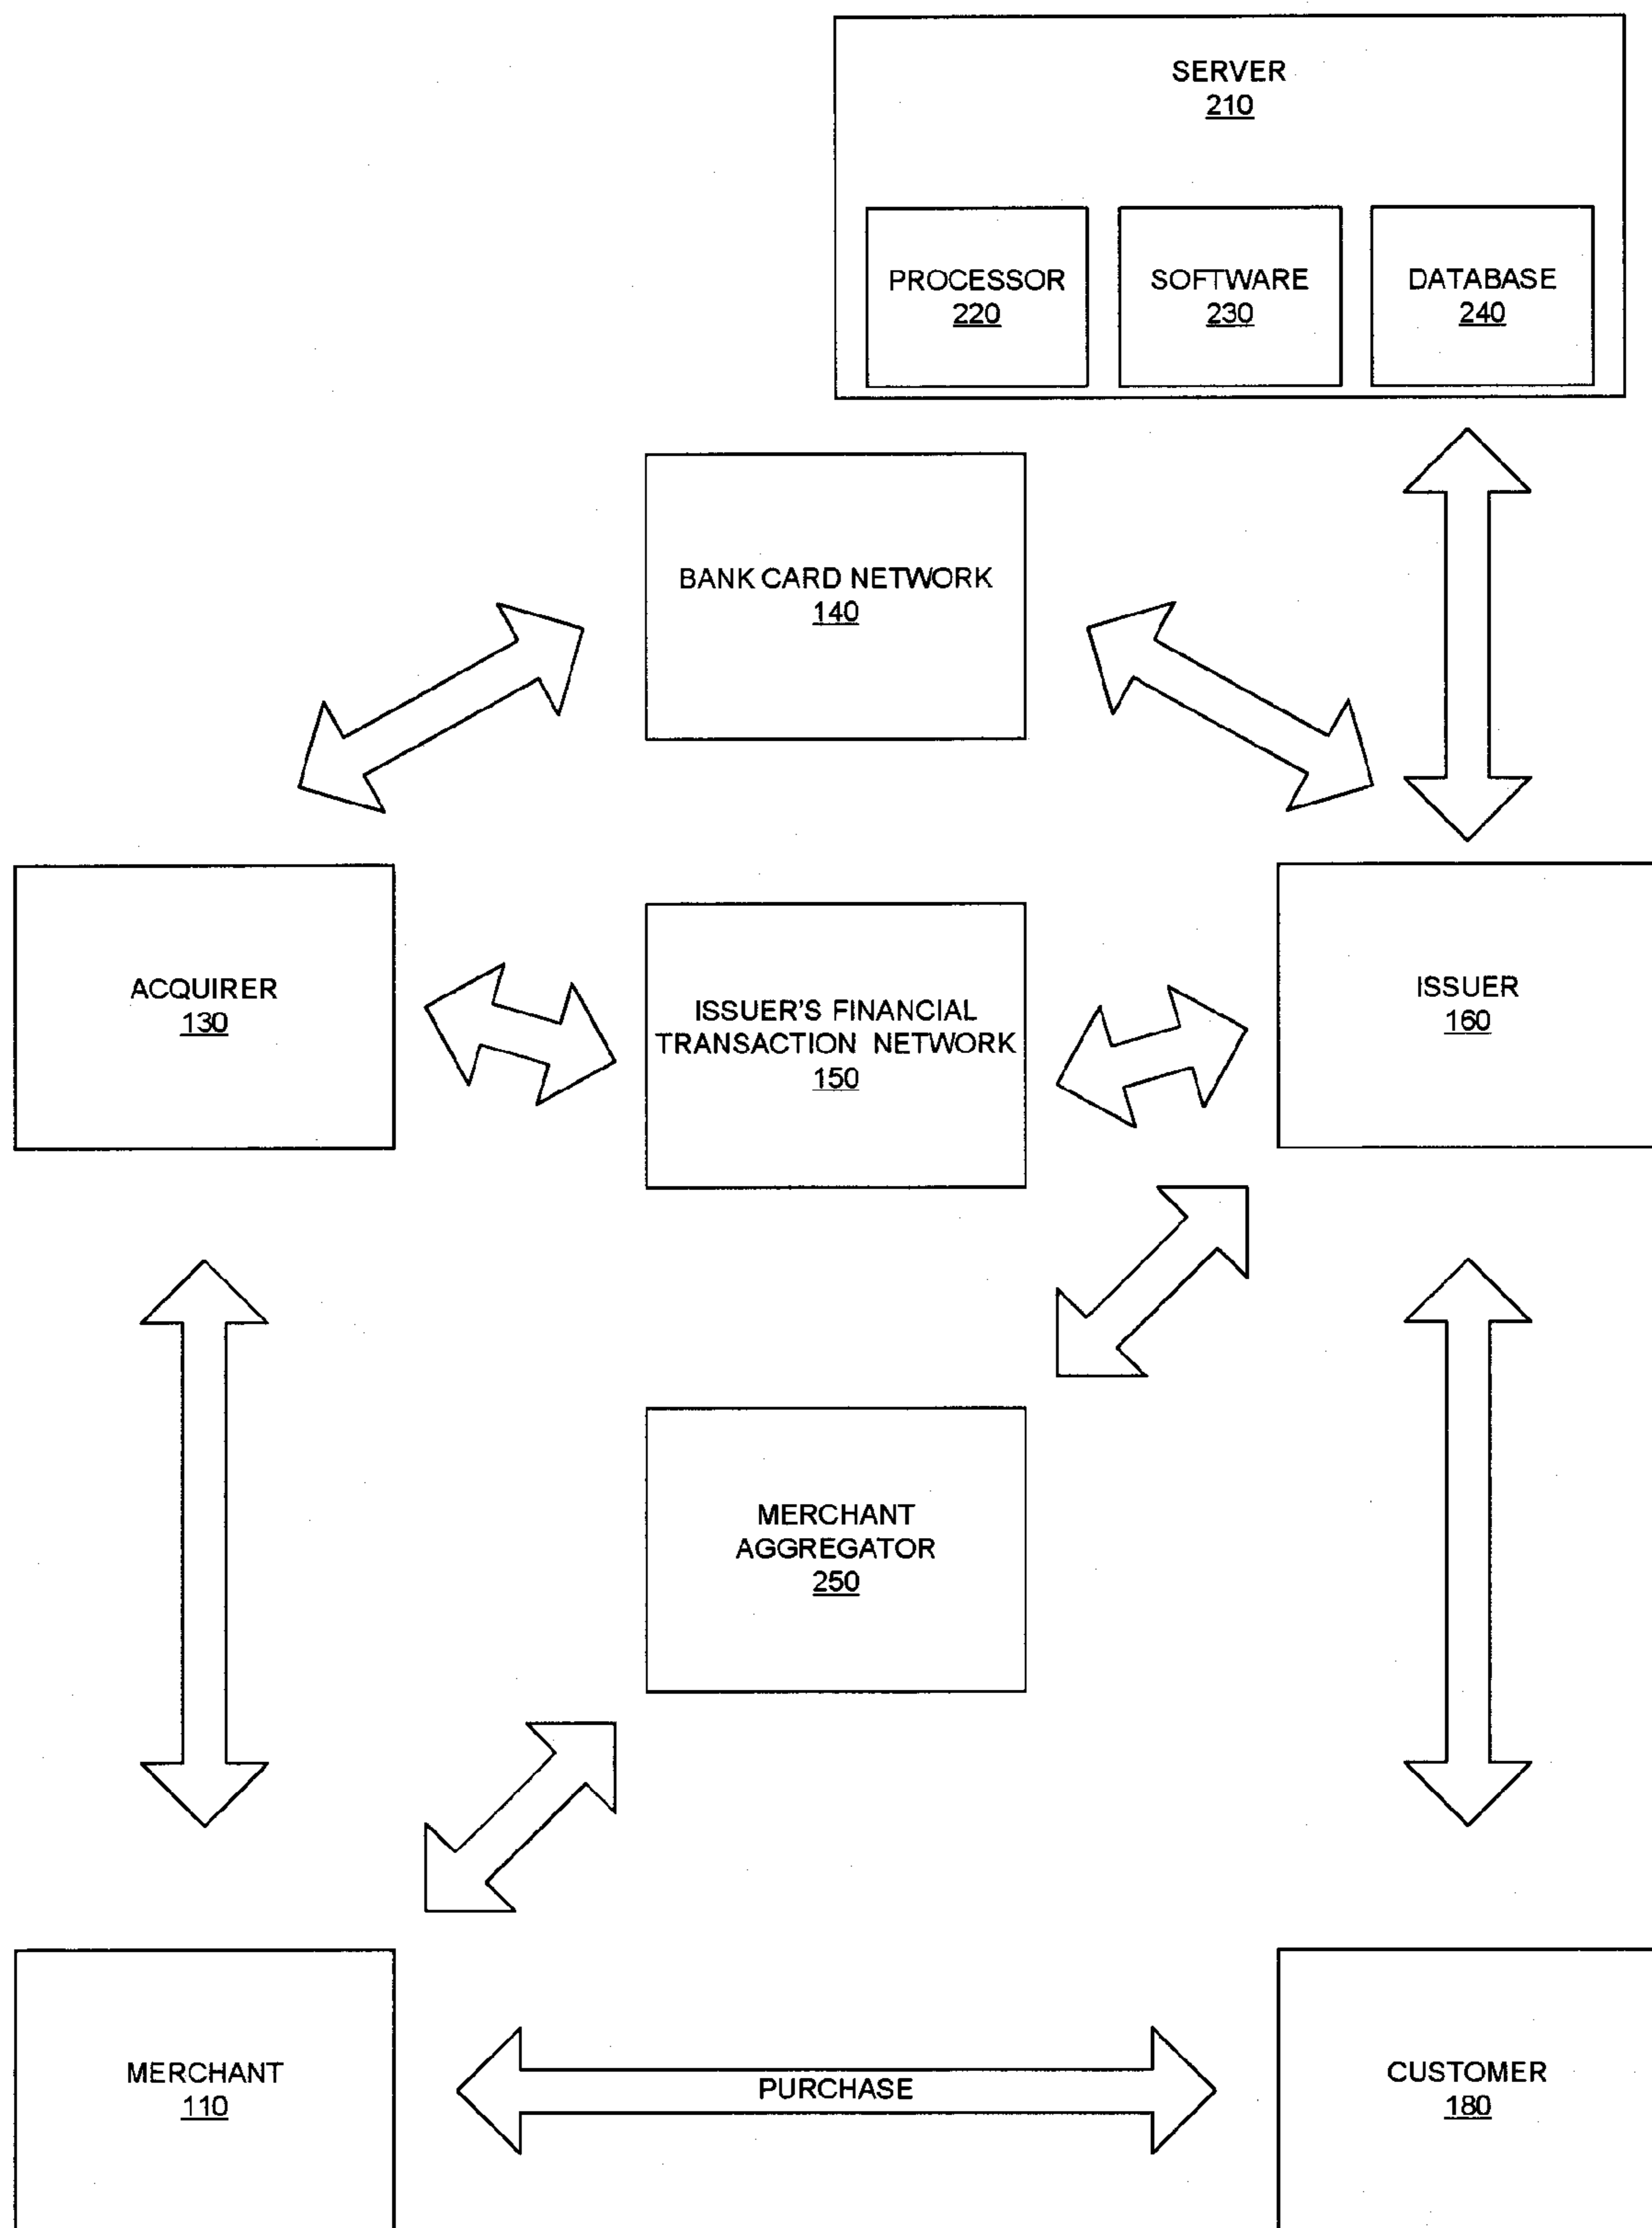 SERVER
210
PROCESSOR
220
SOFTWARE
230
DATABASE
240
BANK CARD NETWORK
140
ACQUIRER
130
ISSUER'S FINANCIAL
TRANSACTION NETWORK
150
ISSUER
160
MERCHANT
AGGREGATOR
250
MERCHANT
110
PURCHASE
CUSTOMER
180